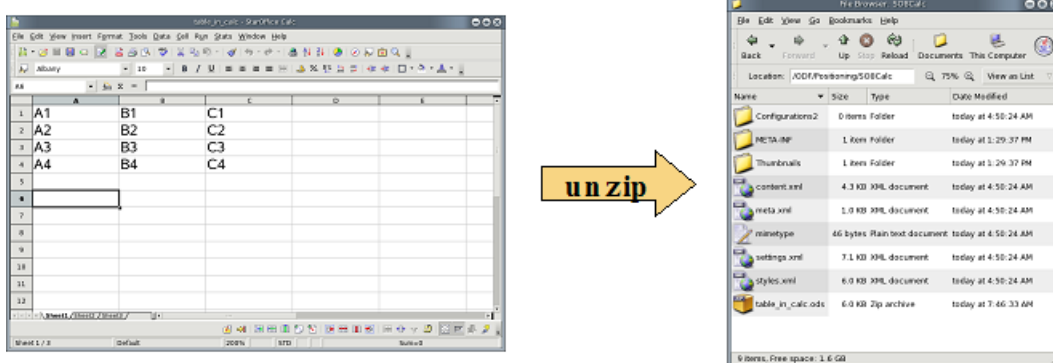 table_in_calc - StarOffice Calc
File Edit View Insert Format Tools Data Cell Run Stats Window Help
Albany 10 B I U
A6
A B C D E
1 A1 B1 C1
2 A2 B2 C2
3 A3 B3 C3
4 A4 B4 C4
5
6
7
8
9
10
11
12
Sheet1 Sheet2 Sheet3
Sheet 1 / 3 Default 200% STD Sum=0
unzip
File Browser: SO8Calc
File Edit View Go Bookmarks Help
Back Forward Up Stop Reload Documents This Computer
Location: /ODF/Positioning/SO8Calc 75% View as List
Name Size Type Date Modified
Configurations2 0 items Folder today at 4:50:24 AM
META-INF 1 item Folder today at 1:29:37 PM
Thumbnails 1 item Folder today at 1:29:37 PM
content.xml 4.3 KB XML document today at 4:50:24 AM
meta.xml 1.0 KB XML document today at 4:50:24 AM
mimetype 46 bytes Plain text document today at 4:50:24 AM
settings.xml 7.1 KB XML document today at 4:50:24 AM
styles.xml 6.0 KB XML document today at 4:50:24 AM
table_in_calc.ods 6.0 KB Zip archive today at 7:46:33 AM
9 items, Free space: 1.6 GB